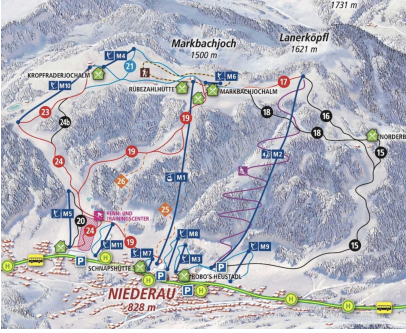 1731 m
Lanerköpfl
1621 m
Markbachjoch
1500 m
M4
21
KROPFRADERJOCHALM
M10
M6
RÜBEZAHLHÜTTE
MARKBACHJOCHALM
17
23
24b
19
18
16
18
15
NORDERB
19
24
M1
M2
26
25
15
M5
20
RENN- UND
TRAININGSCENTER
24
19
M11
M7
M8
M9
M3
15
P
SCHNAPSHÜTTE
BOBO'S HEUSTADL
P
P
H
H
H
H
H
H
NIEDERAU
828 m
P